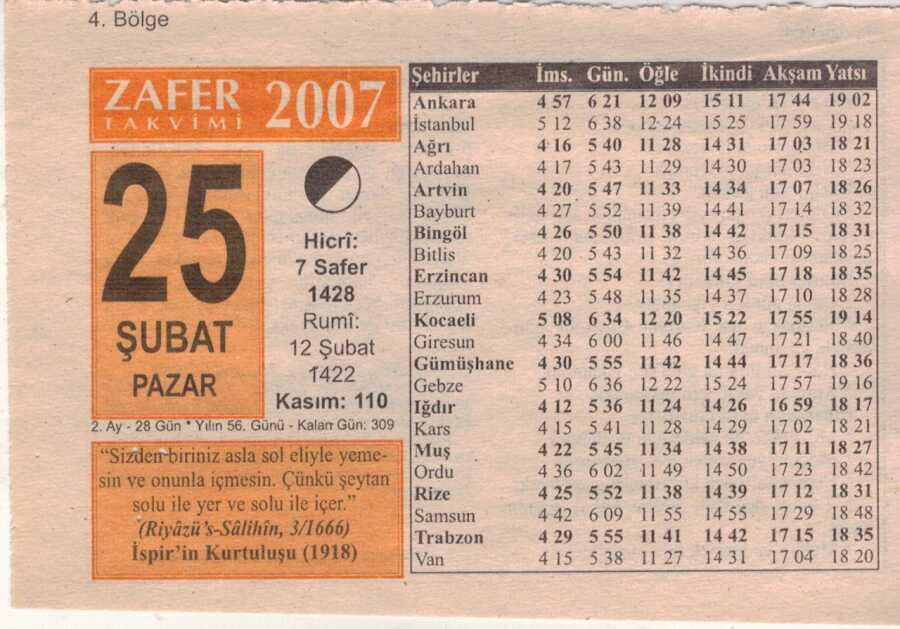 4. Bölge
ZAFER
TAKVİMİ
2007
25
ŞUBAT
PAZAR
Hicrî:
7 Safer
1428
Rumî:
12 Şubat
1422
Kasım: 110
2. Ay - 28 Gün * Yılın 56. Günü - Kalan Gün: 309
“Sizden biriniz asla sol eliyle yeme-
sin ve onunla içmesin. Çünkü şeytan
solu ile yer ve solu ile içer.”
(Riyâzü's-Sâlihîn, 3/1666)
İspir'in Kurtuluşu (1918)
Şehirler İms. Gün. Öğle İkindi Akşam Yatsı
Ankara 4 57 6 21 12 09 15 11 17 44 19 02
İstanbul 5 12 6 38 12 24 15 25 17 59 19 18
Ağrı 4 16 5 40 11 28 14 31 17 03 18 21
Ardahan 4 17 5 43 11 29 14 30 17 03 18 23
Artvin 4 20 5 47 11 33 14 34 17 07 18 26
Bayburt 4 27 5 52 11 39 14 41 17 14 18 32
Bingöl 4 26 5 50 11 38 14 42 17 15 18 31
Bitlis 4 20 5 43 11 32 14 36 17 09 18 25
Erzincan 4 30 5 54 11 42 14 45 17 18 18 35
Erzurum 4 23 5 48 11 35 14 37 17 10 18 28
Kocaeli 5 08 6 34 12 20 15 22 17 55 19 14
Giresun 4 34 6 00 11 46 14 47 17 21 18 40
Gümüşhane 4 30 5 55 11 42 14 44 17 17 18 36
Gebze 5 10 6 36 12 22 15 24 17 57 19 16
Iğdır 4 12 5 36 11 24 14 26 16 59 18 17
Kars 4 15 5 41 11 28 14 29 17 02 18 21
Muş 4 22 5 45 11 34 14 38 17 11 18 27
Ordu 4 36 6 02 11 49 14 50 17 23 18 42
Rize 4 25 5 52 11 38 14 39 17 12 18 31
Samsun 4 42 6 09 11 55 14 55 17 29 18 48
Trabzon 4 29 5 55 11 41 14 42 17 15 18 35
Van 4 15 5 38 11 27 14 31 17 04 18 20